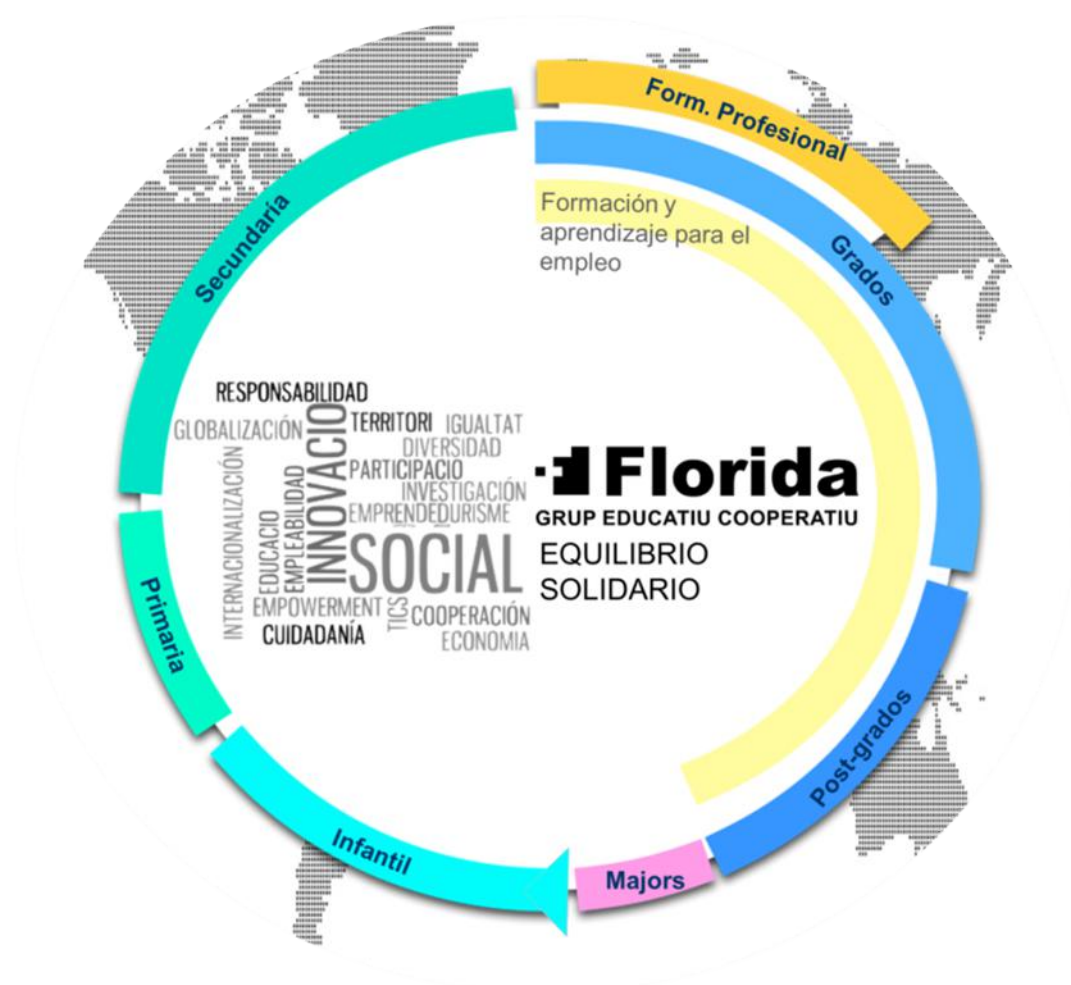 Form. Profesional
Grados
Formación y
aprendizaje para el
empleo
Secundaria
RESPONSABILIDAD
GLOBALIZACIÓN
INNOVACIO
TERRITORI
IGUALTAT
DIVERSIDAD
PARTICIPACIO
INVESTIGACIÓN
EMPRENDEDURISME
INTERNACIONALIZACIÓN
EDUCACIO
EMPLEABILIDAD
SOCIAL
EMPOWERMENT
TICS
COOPERACIÓN
CUIDADANÍA
ECONOMIA
Florida
GRUP EDUCATIU COOPERATIU
EQUILIBRIO
SOLIDARIO
Primaria
Post-grados
Infantil
Majors